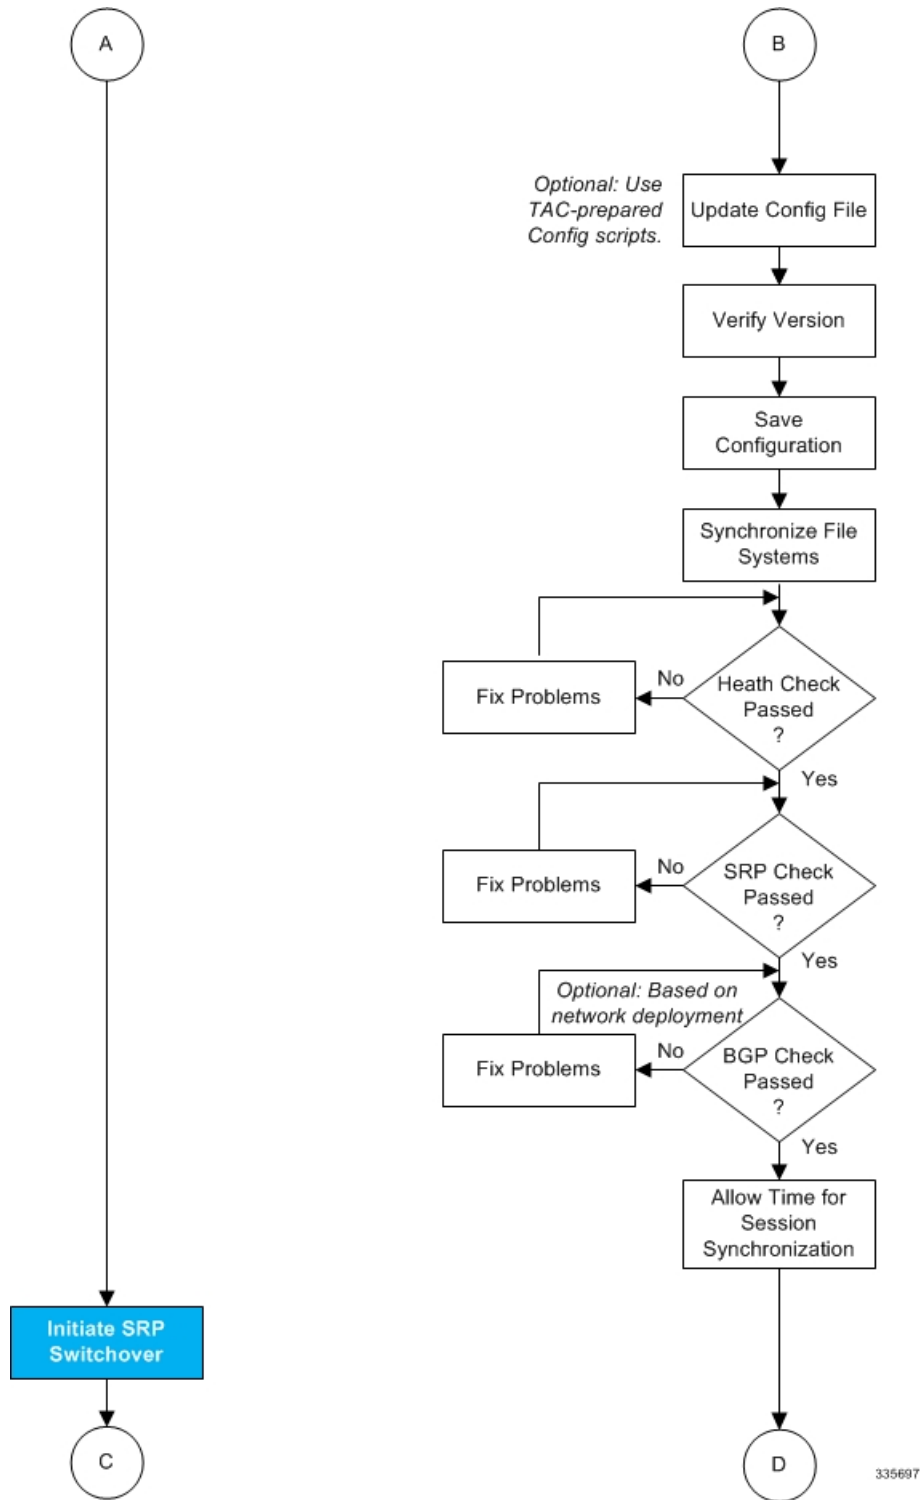 A
B
Optional: Use
TAC-prepared
Config scripts.
Update Config File
Verify Version
Save
Configuration
Synchronize File
Systems
Fix Problems
No
Heath Check
Passed
?
Yes
Fix Problems
No
SRP Check
Passed
?
Yes
Optional: Based on
network deployment
Fix Problems
No
BGP Check
Passed
?
Yes
Allow Time for
Session
Synchronization
Initiate SRP
Switchover
C
D
335697